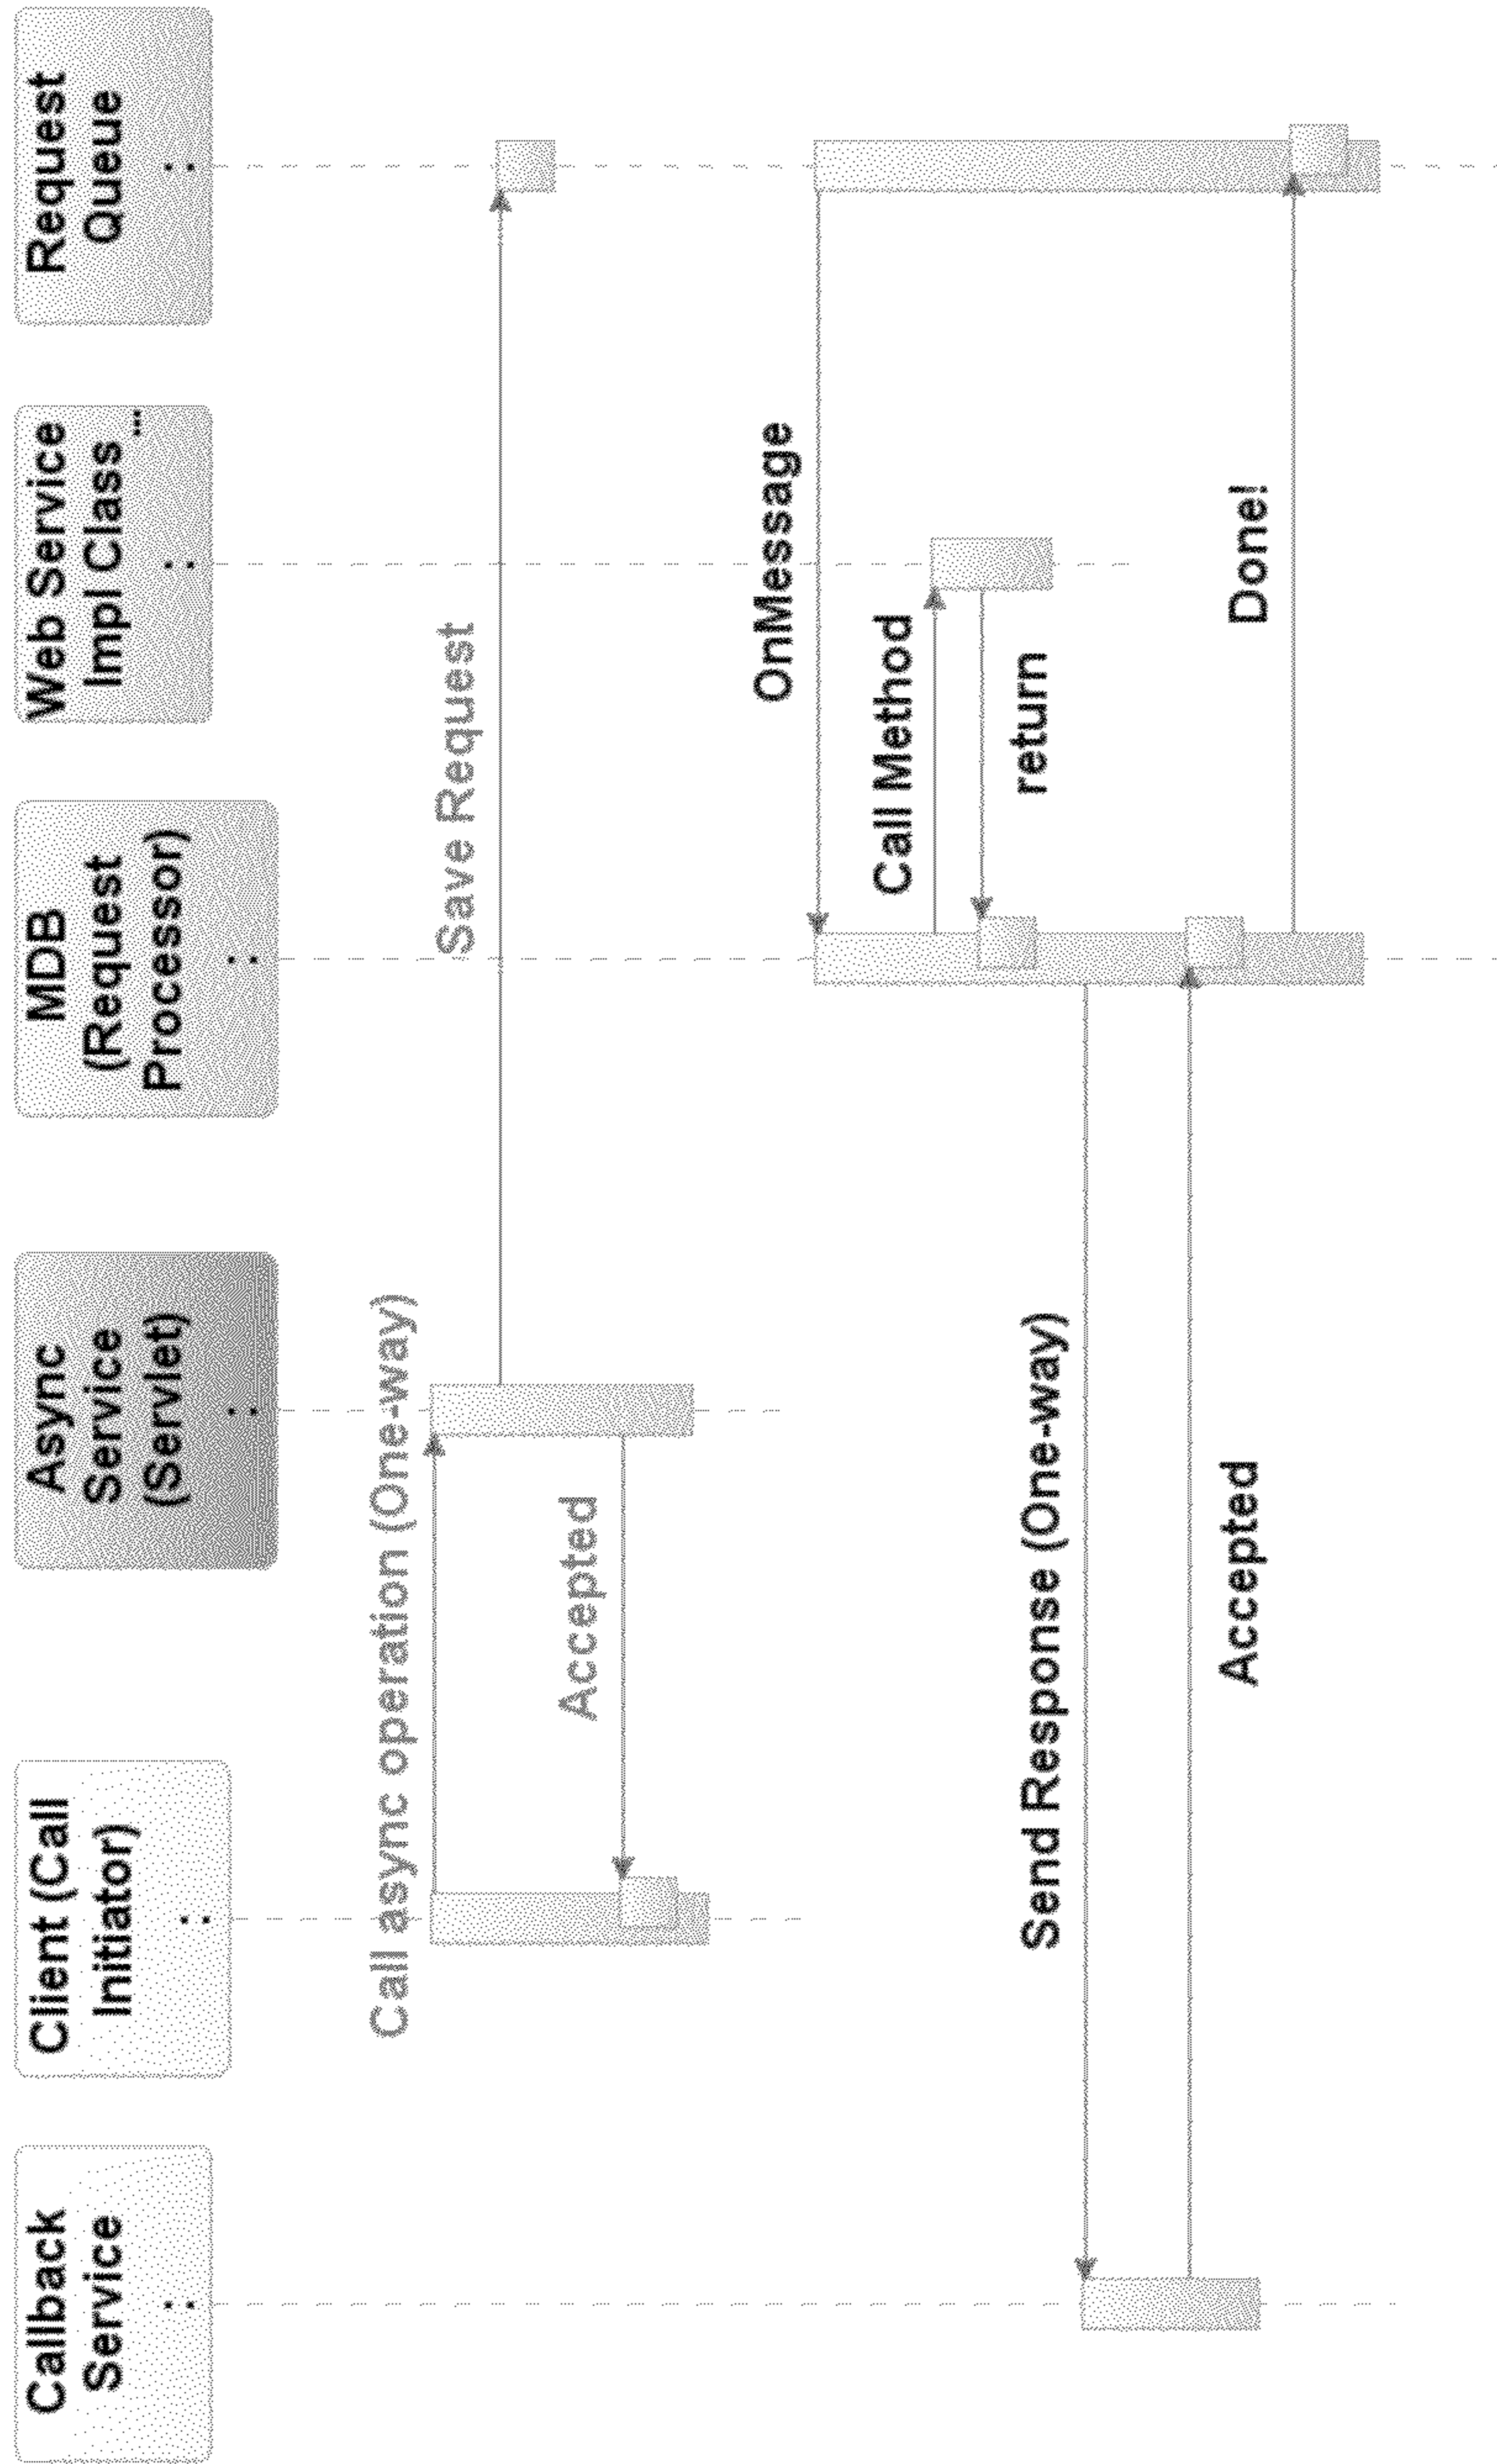 Callback
Service
:
Client (Call
Initiator)
:
Async
Service
(Servlet)
:
MDB
(Request
Processor)
:
Web Service
Impl Class ...
:
Request
Queue
:
Call async operation (One-way)
Save Request
Accepted
OnMessage
Call Method
return
Send Response (One-way)
Accepted
Done!